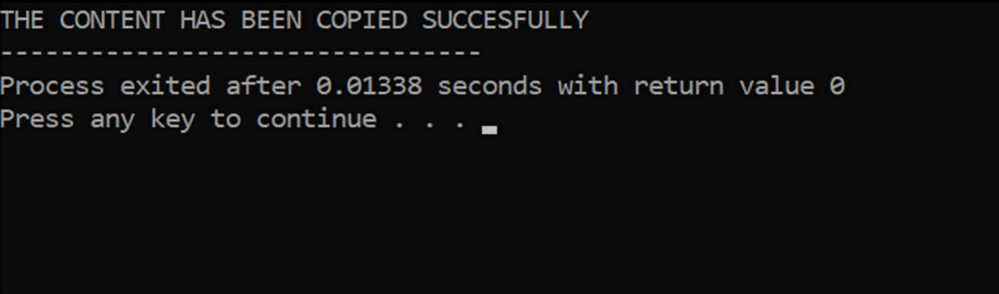 THE CONTENT HAS BEEN COPIED SUCCESFULLY
--------------------------------
Process exited after 0.01338 seconds with return value 0
Press any key to continue . . .